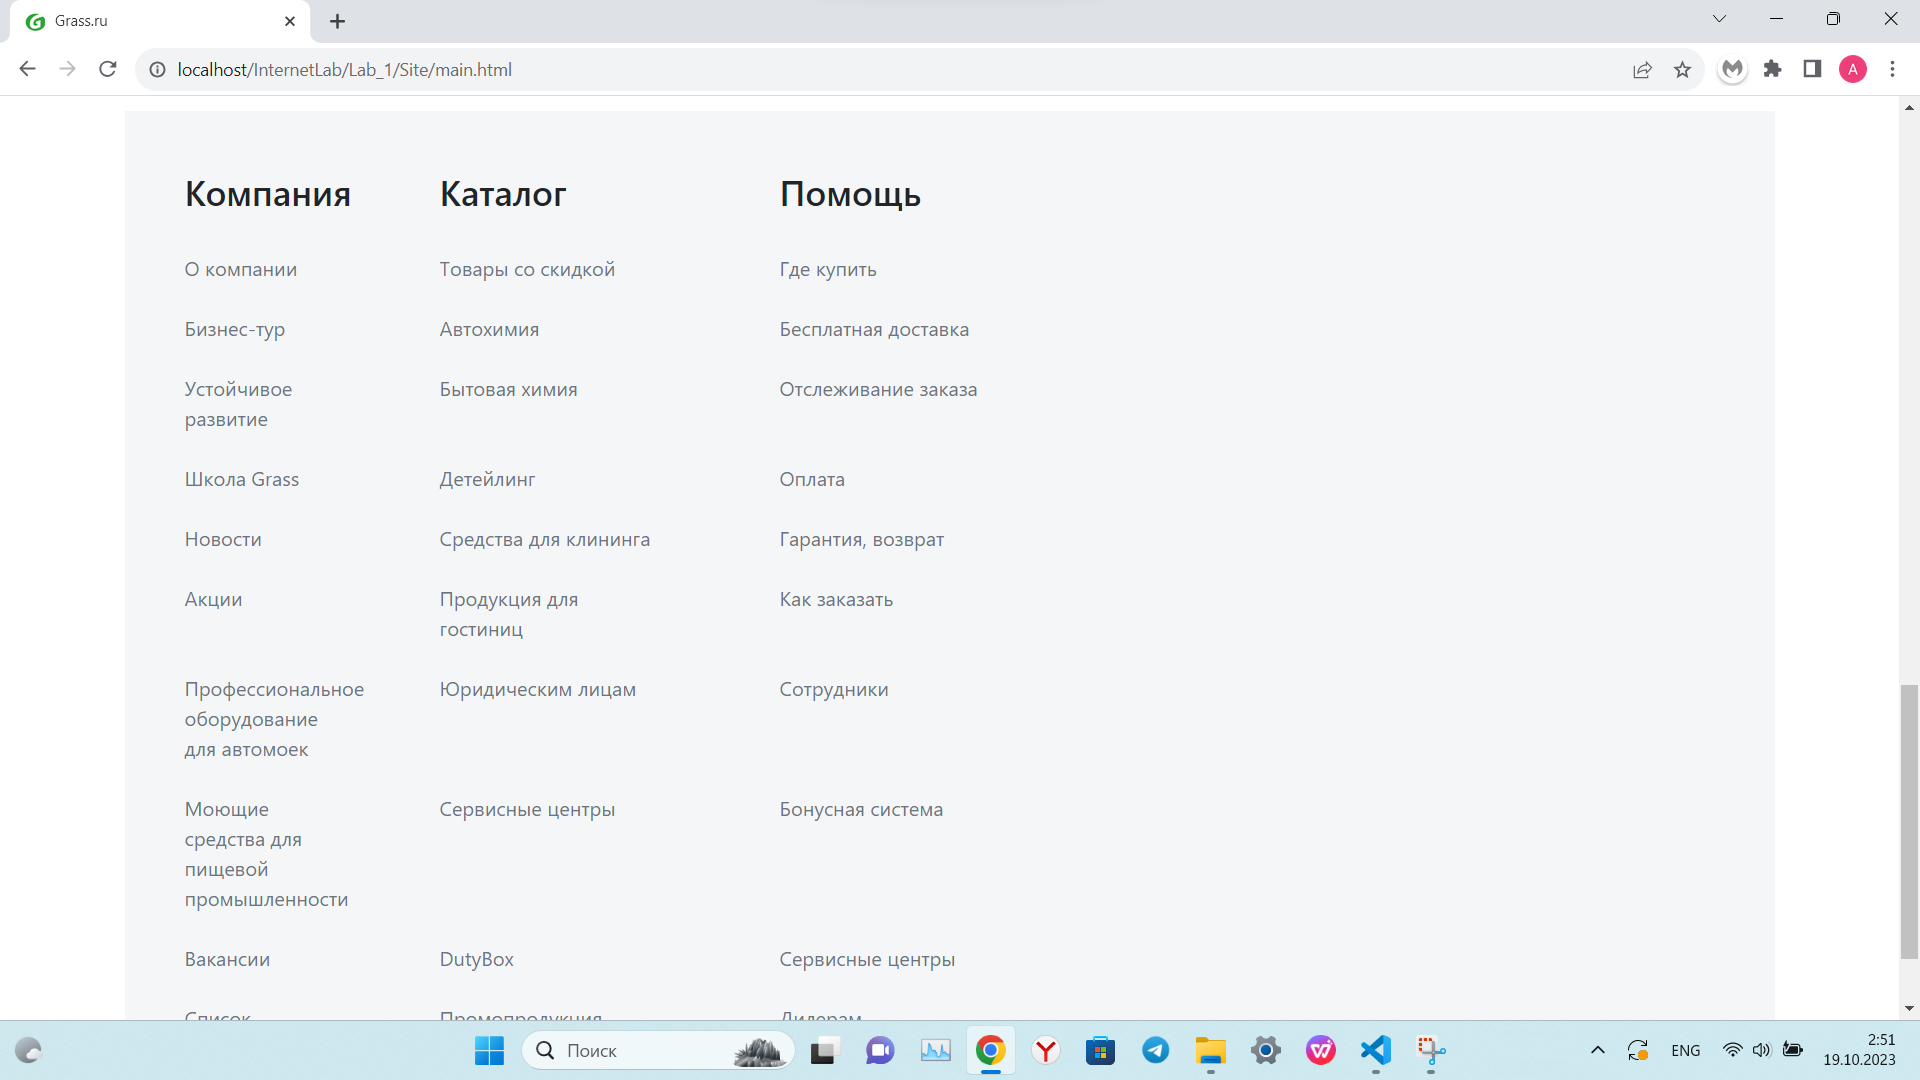 Grass.ru
localhost/InternetLab/Lab_1/Site/main.html
A
Компания Каталог Помощь
О компании Товары со скидкой Где купить
Бизнес-тур Автохимия Бесплатная доставка
Устойчивое Бытовая химия Отслеживание заказа
развитие
Школа Grass Детейлинг Оплата
Новости Средства для клининга Гарантия, возврат
Акции Продукция для Как заказать
гостиниц
Профессиональное Юридическим лицам Сотрудники
оборудование
для автомоек
Моющие Сервисные центры Бонусная система
средства для
пищевой
промышленности
Вакансии DutyBox Сервисные центры
Список Промопродукция Дилерам
Поиск
ENG
2:51
19.10.2023